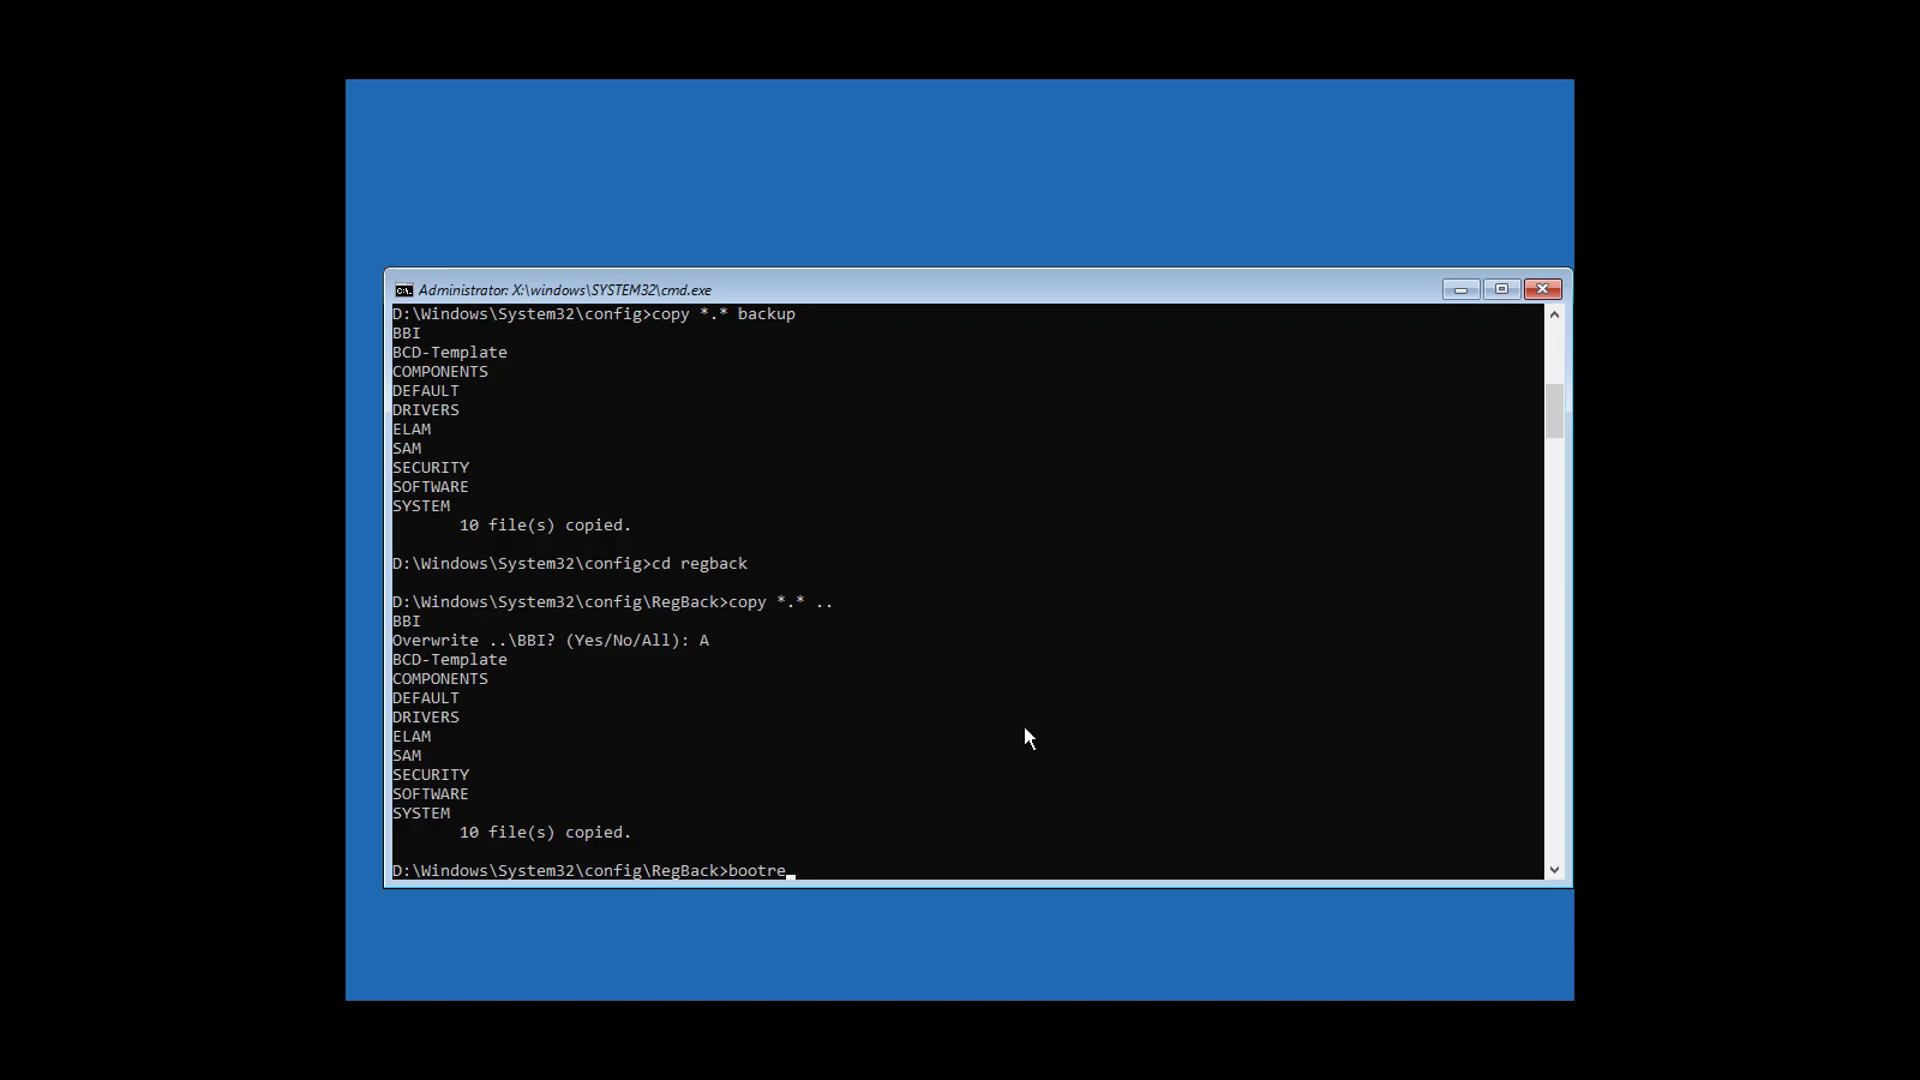 Administrator: X:\windows\SYSTEM32\cmd.exe
D:\Windows\System32\config>copy *.* backup
BBI
BCD-Template
COMPONENTS
DEFAULT
DRIVERS
ELAM
SAM
SECURITY
SOFTWARE
SYSTEM
10 file(s) copied.
D:\Windows\System32\config>cd regback
D:\Windows\System32\config\RegBack>copy *.* ..
BBI
Overwrite ..\BBI? (Yes/No/All): A
BCD-Template
COMPONENTS
DEFAULT
DRIVERS
ELAM
SAM
SECURITY
SOFTWARE
SYSTEM
10 file(s) copied.
D:\Windows\System32\config\RegBack>bootre